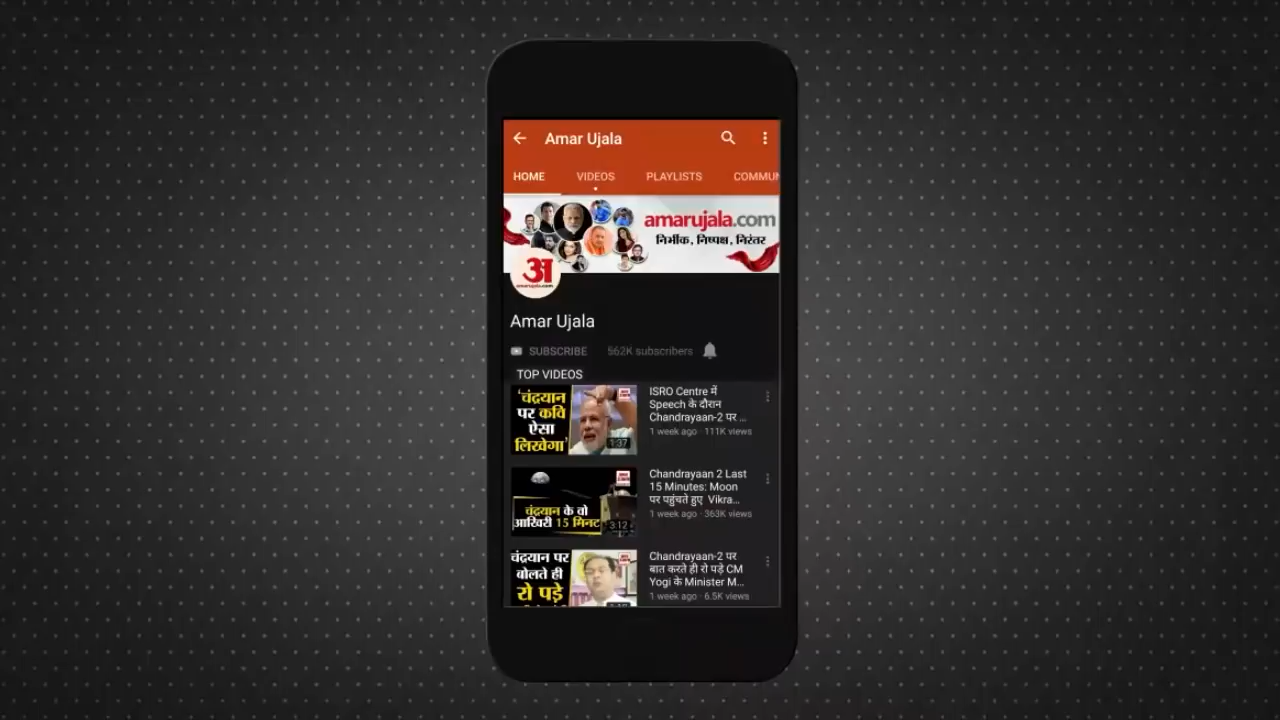 Amar Ujala
HOME VIDEOS PLAYLISTS COMMUN
amarujala.com
निर्भीक, निष्पक्ष, निरंतर
अ
amarujala.com
Amar Ujala
SUBSCRIBE 562K subscribers
TOP VIDEOS
'चंद्रयान
पर कवि
ऐसा
लिखेगा'
1:37
ISRO Centre में
Speech के दौरान
Chandrayaan-2 पर ...
1 week ago · 111K views
चंद्रयान के वो
आखिरी 15 मिनट
3:12
Chandrayaan 2 Last
15 Minutes: Moon
पर पहुंचते हुए Vikra...
1 week ago · 363K views
चंद्रयान पर
बोलते ही
रो पड़े
Chandrayaan-2 पर
बात करते ही रो पड़े CM
Yogi के Minister M...
1 week ago · 6.5K views